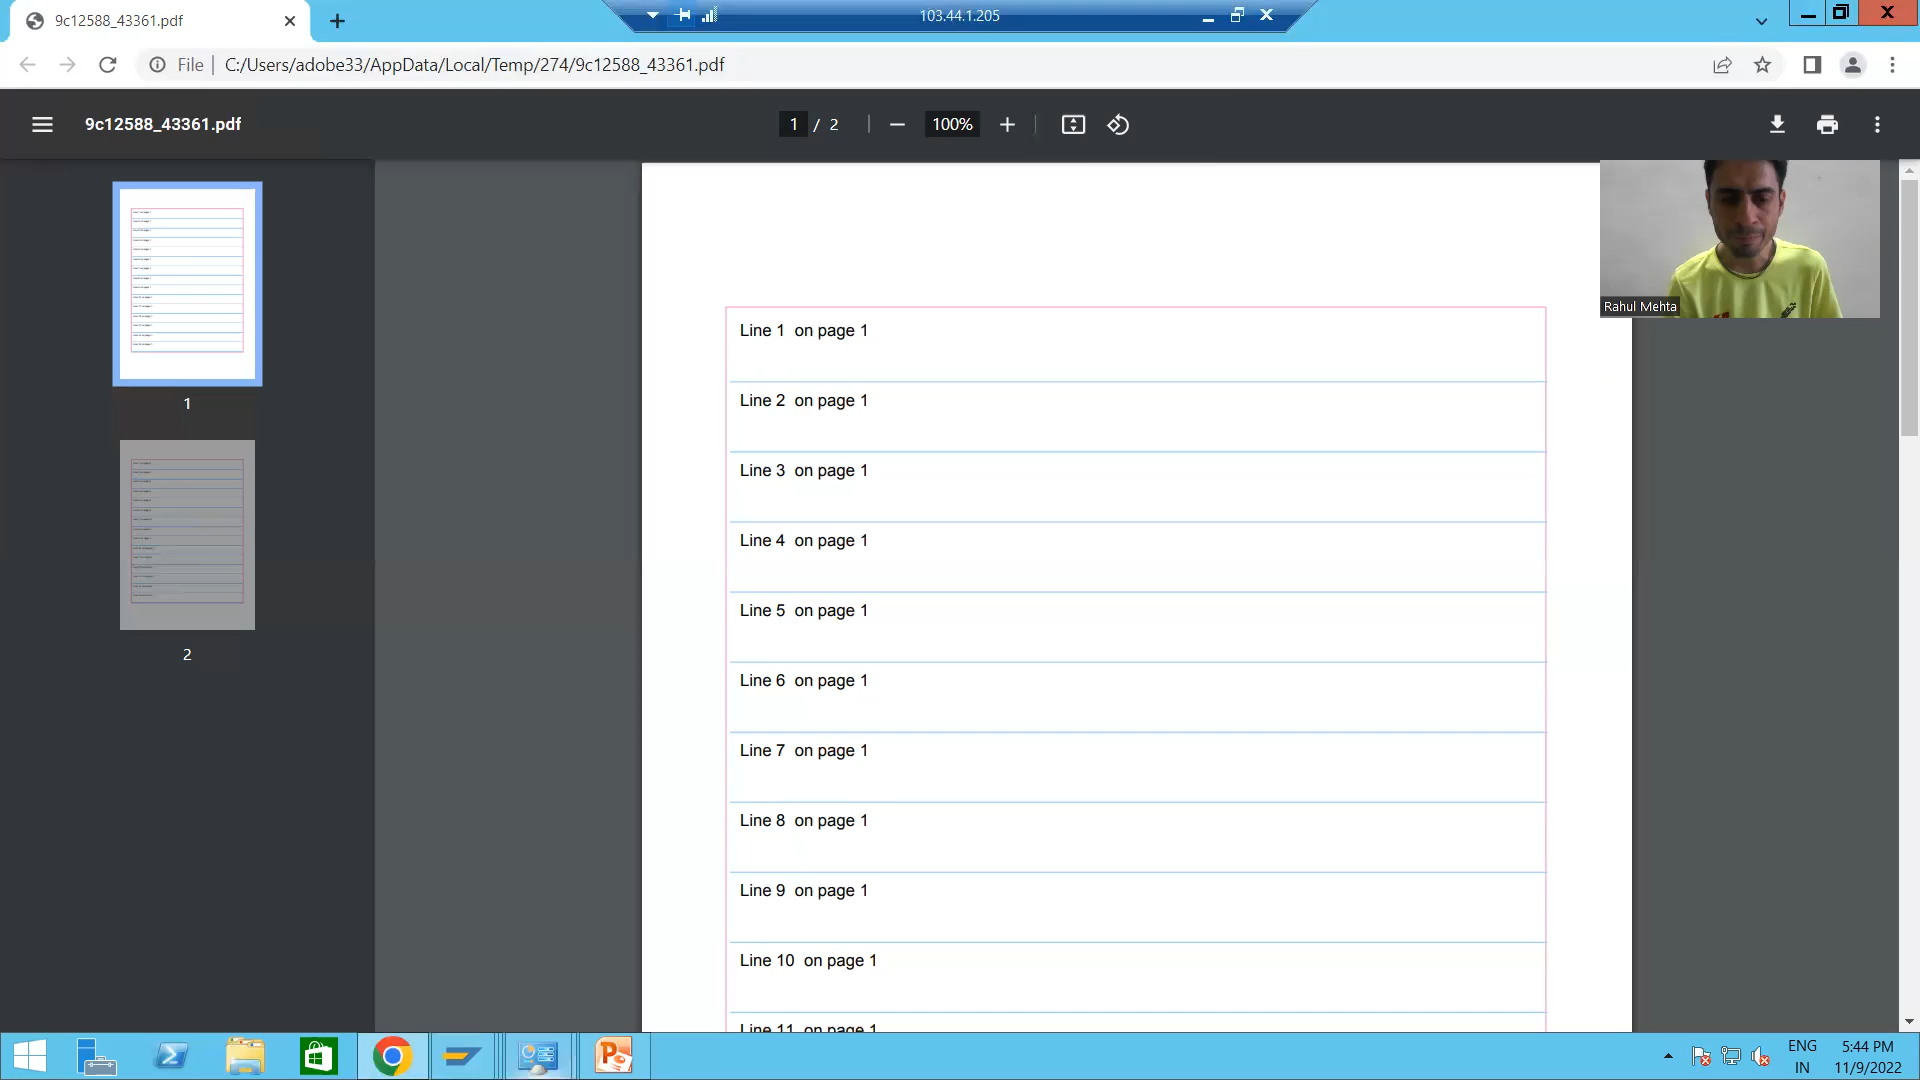 9c12588_43361.pdf
103.44.1.205
File
C:/Users/adobe33/AppData/Local/Temp/274/9c12588_43361.pdf
9c12588_43361.pdf
1 / 2
100%
1
2
Rahul Mehta
Line 1 on page 1
Line 2 on page 1
Line 3 on page 1
Line 4 on page 1
Line 5 on page 1
Line 6 on page 1
Line 7 on page 1
Line 8 on page 1
Line 9 on page 1
Line 10 on page 1
Line 11 on page 1
ENG
IN
5:44 PM
11/9/2022